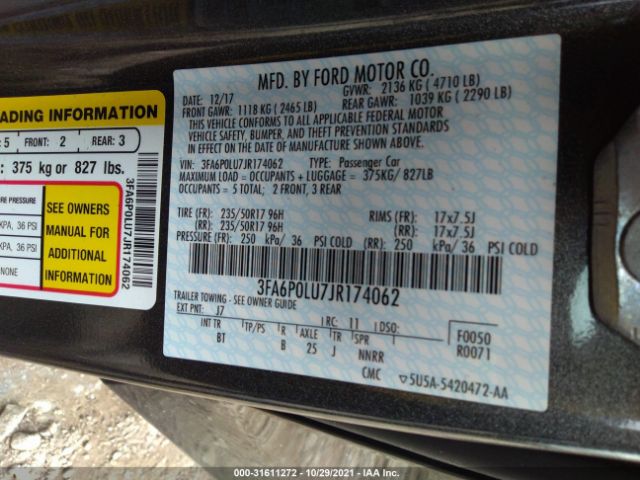 ADING INFORMATION
5 FRONT: 2 REAR: 3
: 375 kg or 827 lbs.
E PRESSURE
KPA, 36 PSI
KPA, 36 PSI
NONE
SEE OWNERS
MANUAL FOR
ADDITIONAL
INFORMATION
3FA6P0LU7JR174062
MFD. BY FORD MOTOR CO.
12/17 GVWR: 2136 KG ( 4710 LB)
FRONT GAWR: 1118 KG ( 2465 LB) REAR GAWR: 1039 KG ( 2290 LB)
THIS VEHICLE CONFORMS TO ALL APPLICABLE FEDERAL MOTOR
VEHICLE SAFETY, BUMPER, AND THEFT PREVENTION STANDARDS
IN EFFECT ON THE DATE OF MANUFACTURE SHOWN ABOVE.
VIN: 3FA6P0LU7JR174062 TYPE: Passenger Car
MAXIMUM LOAD = OCCUPANTS + LUGGAGE = 375KG/ 827LB
OCCUPANTS = 5 TOTAL; 2 FRONT, 3 REAR
TIRE (FR): 235/50R17 96H RIMS (FR): 17x7.5J
(RR): 235/50R17 96H (RR): 17x7.5J
PRESSURE (FR): 250 kPa/ 36 PSI COLD (RR): 250 kPa/ 36 PSI COLD
3FA6P0LU7JR174062
TRAILER TOWING - SEE OWNER GUIDE
EXT PNT: J7 RC: 11 DSO:
INT TR TP/PS R AXLE TR SPR F0050
BT B 25 J NNRR R0071
CMC 5U5A-5420472-AA
000-31611272 - 10/29/2021 - IAA Inc.